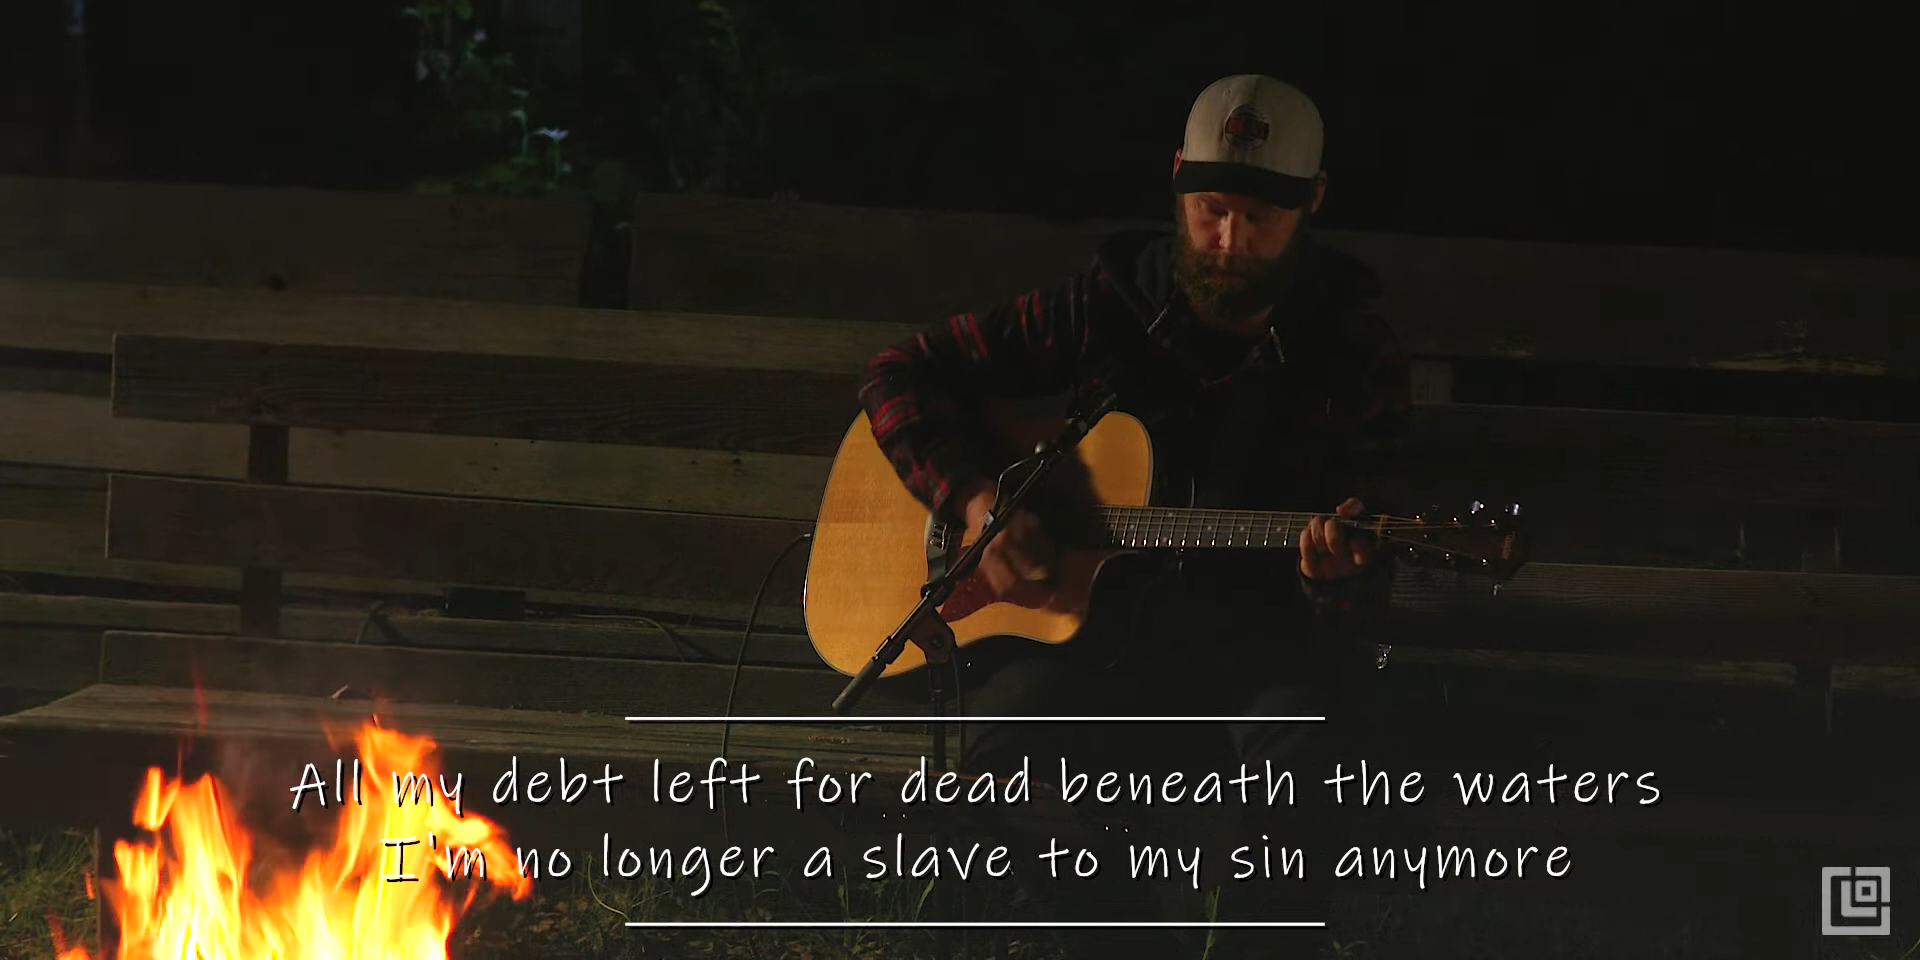 All my debt left for dead beneath the waters
I'm no longer a slave to my sin anymore